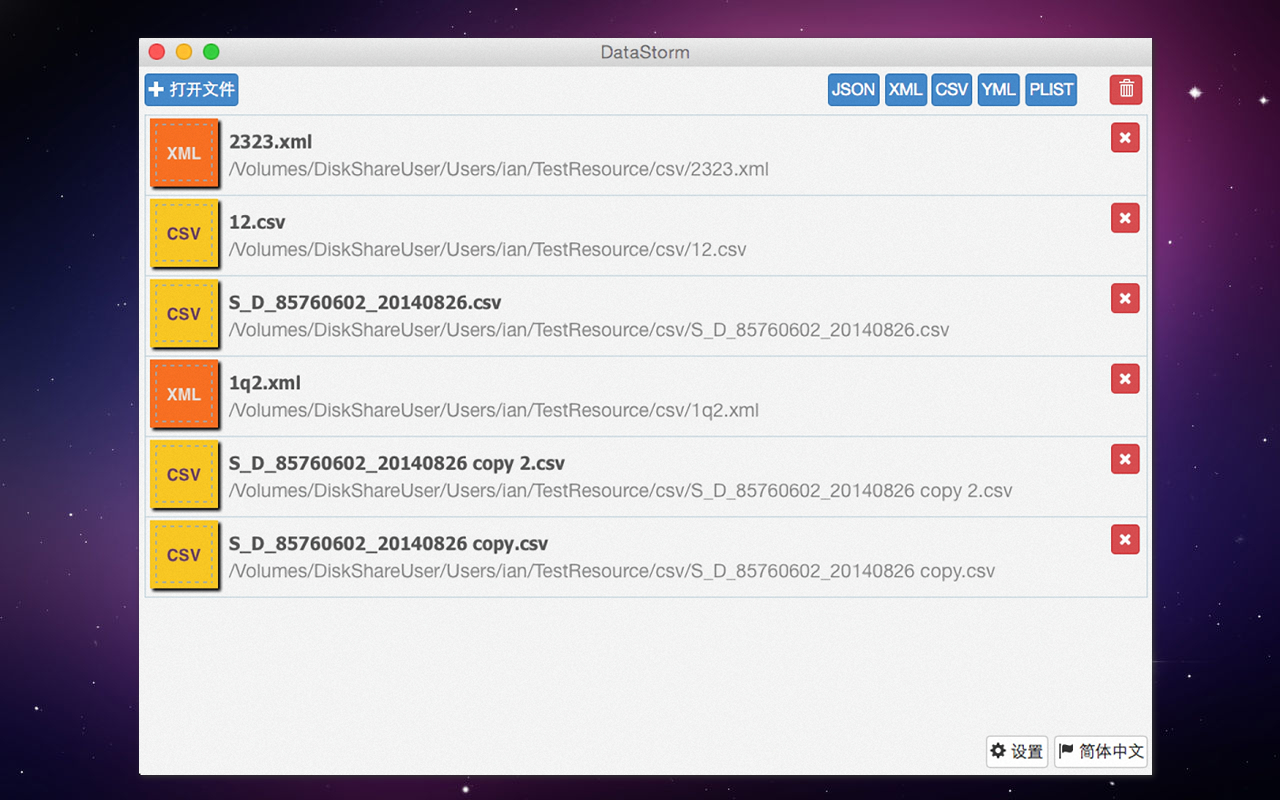 DataStorm
打开文件
JSON XML CSV YML PLIST
XML
2323.xml
/Volumes/DiskShareUser/Users/ian/TestResource/csv/2323.xml
CSV
12.csv
/Volumes/DiskShareUser/Users/ian/TestResource/csv/12.csv
CSV
S_D_85760602_20140826.csv
/Volumes/DiskShareUser/Users/ian/TestResource/csv/S_D_85760602_20140826.csv
XML
1q2.xml
/Volumes/DiskShareUser/Users/ian/TestResource/csv/1q2.xml
CSV
S_D_85760602_20140826 copy 2.csv
/Volumes/DiskShareUser/Users/ian/TestResource/csv/S_D_85760602_20140826 copy 2.csv
CSV
S_D_85760602_20140826 copy.csv
/Volumes/DiskShareUser/Users/ian/TestResource/csv/S_D_85760602_20140826 copy.csv
设置
简体中文